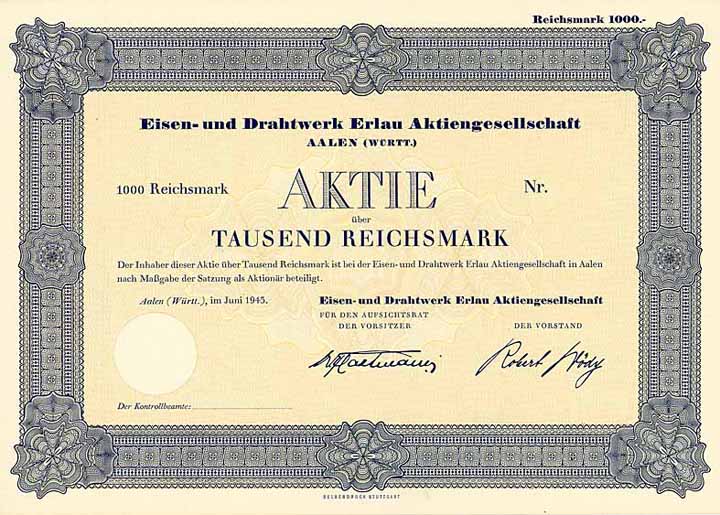 Reichsmark 1000.-
Eisen- und Drahtwerk Erlau Aktiengesellschaft
AALEN (WÜRTT.)
1000 Reichsmark AKTIE Nr.
über
TAUSEND REICHSMARK
Der Inhaber dieser Aktie über Tausend Reichsmark ist bei der Eisen- und Drahtwerk Erlau Aktiengesellschaft in Aalen
nach Maßgabe der Satzung als Aktionär beteiligt.
Aalen (Württ.), im Juni 1943. Eisen- und Drahtwerk Erlau Aktiengesellschaft
FÜR DEN AUFSICHTSRAT
DER VORSITZER DER VORSTAND
Robert
Der Kontrollbeamte:
BELSENDRUCK STUTTGART